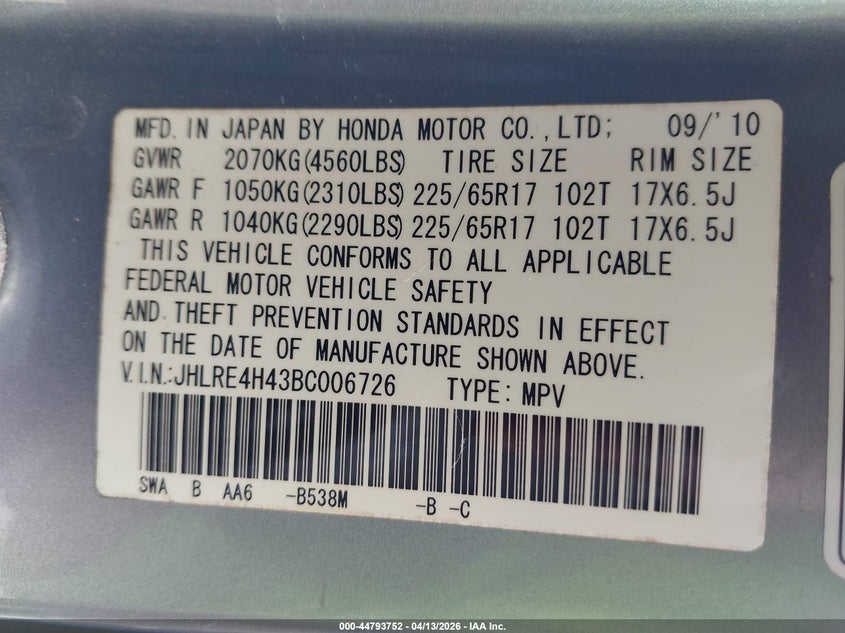 MFD. IN JAPAN BY HONDA MOTOR CO.,LTD; 09/'10
GVWR 2070KG(4560LBS) TIRE SIZE RIM SIZE
GAWR F 1050KG(2310LBS) 225/65R17 102T 17X6.5J
GAWR R 1040KG(2290LBS) 225/65R17 102T 17X6.5J
THIS VEHICLE CONFORMS TO ALL APPLICABLE
FEDERAL MOTOR VEHICLE SAFETY
AND THEFT PREVENTION STANDARDS IN EFFECT
ON THE DATE OF MANUFACTURE SHOWN ABOVE.
V.I.N.:JHLRE4H43BC006726 TYPE: MPV
SWA B AA6 -B538M -B -C
000-44793752 - 04/13/2026 - IAA Inc.